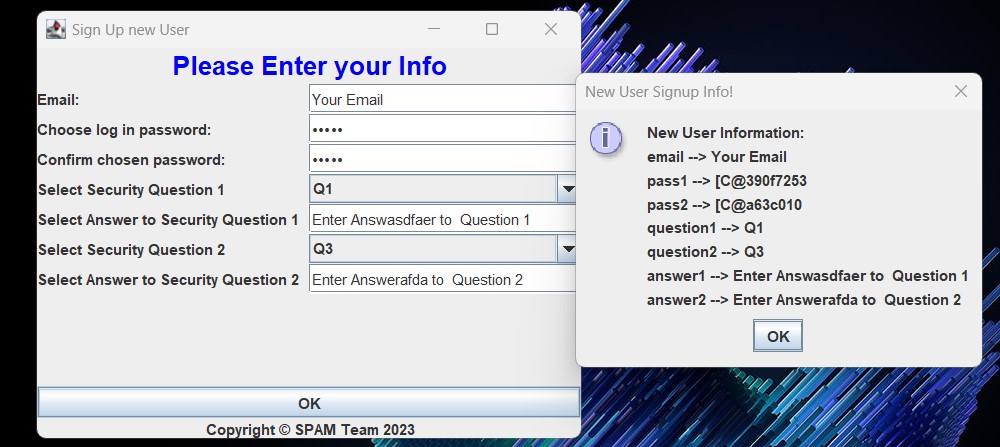 Sign Up new User
Please Enter your Info
Email: Your Email
Choose log in password: •••••
Confirm chosen password: •••••
Select Security Question 1 Q1
Select Answer to Security Question 1 Enter Answasdfaer to  Question 1
Select Security Question 2 Q3
Select Answer to Security Question 2 Enter Answerafda to  Question 2
OK
Copyright © SPAM Team 2023
New User Signup Info!
New User Information:
email --> Your Email
pass1 --> [C@390f7253
pass2 --> [C@a63c010
question1 --> Q1
question2 --> Q3
answer1 --> Enter Answasdfaer to  Question 1
answer2 --> Enter Answerafda to  Question 2
OK